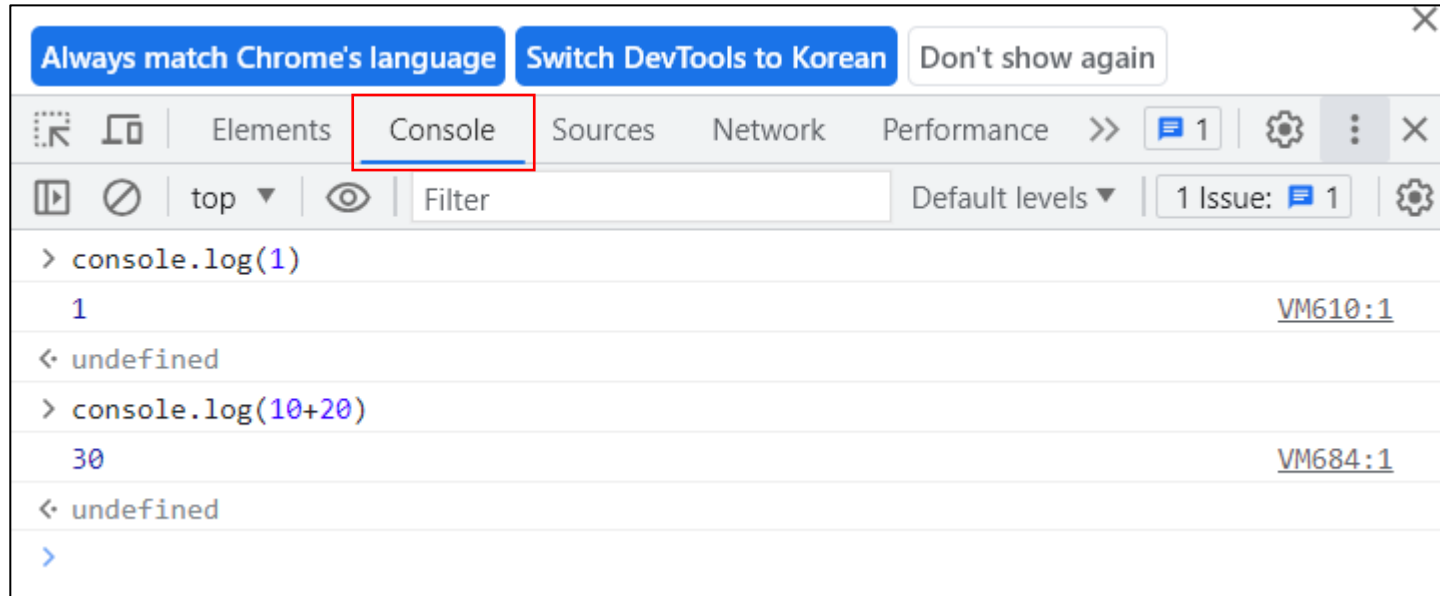 Always match Chrome's language Switch DevTools to Korean Don't show again
Elements Console Sources Network Performance 1
top Filter Default levels 1 Issue: 1
> console.log(1)
1 VM610:1
undefined
> console.log(10+20)
30 VM684:1
undefined
>